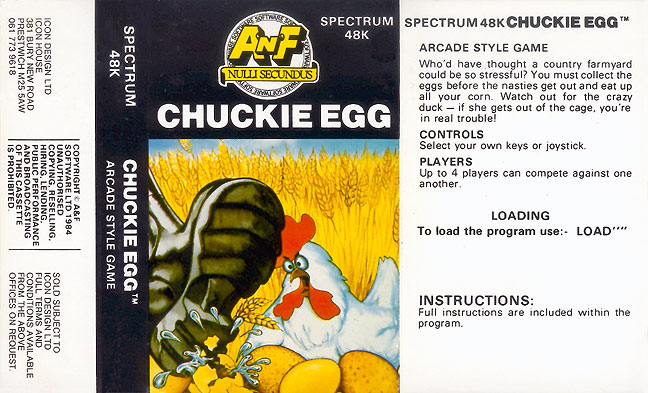 ICON DESIGN LTD
ICON HOUSE
381 BURY NEW ROAD
PRESTWICH M25 5AW
061 773 9618
COPYRIGHT © A&F
SOFTWARE LTD 1984
UNAUTHORISED
COPYING, RESELLING,
HIRING, LENDING,
PUBLIC PERFORMANCE
AND BROADCASTING
OF THIS CASSETTE
IS PROHIBITED.
SOLD SUBJECT TO
ICON DESIGN LTD
FULL TERMS AND
CONDITIONS AVAILABLE
FROM THE ABOVE
OFFICES ON REQUEST.
SPECTRUM
48K
CHUCKIE EGG™
ARCADE STYLE GAME
A'N'F
NULLI SECUNDUS
SPECTRUM
48K
CHUCKIE EGG
SPECTRUM 48K CHUCKIE EGG™
ARCADE STYLE GAME
Who'd have thought a country farmyard
could be so stressful? You must collect the
eggs before the nasties get out and eat up
all your corn. Watch out for the crazy
duck — if she gets out of the cage, you're
in real trouble!
CONTROLS
Select your own keys or joystick.
PLAYERS
Up to 4 players can compete against one
another.
LOADING
To load the program use:- LOAD""
INSTRUCTIONS:
Full instructions are included within the
program.